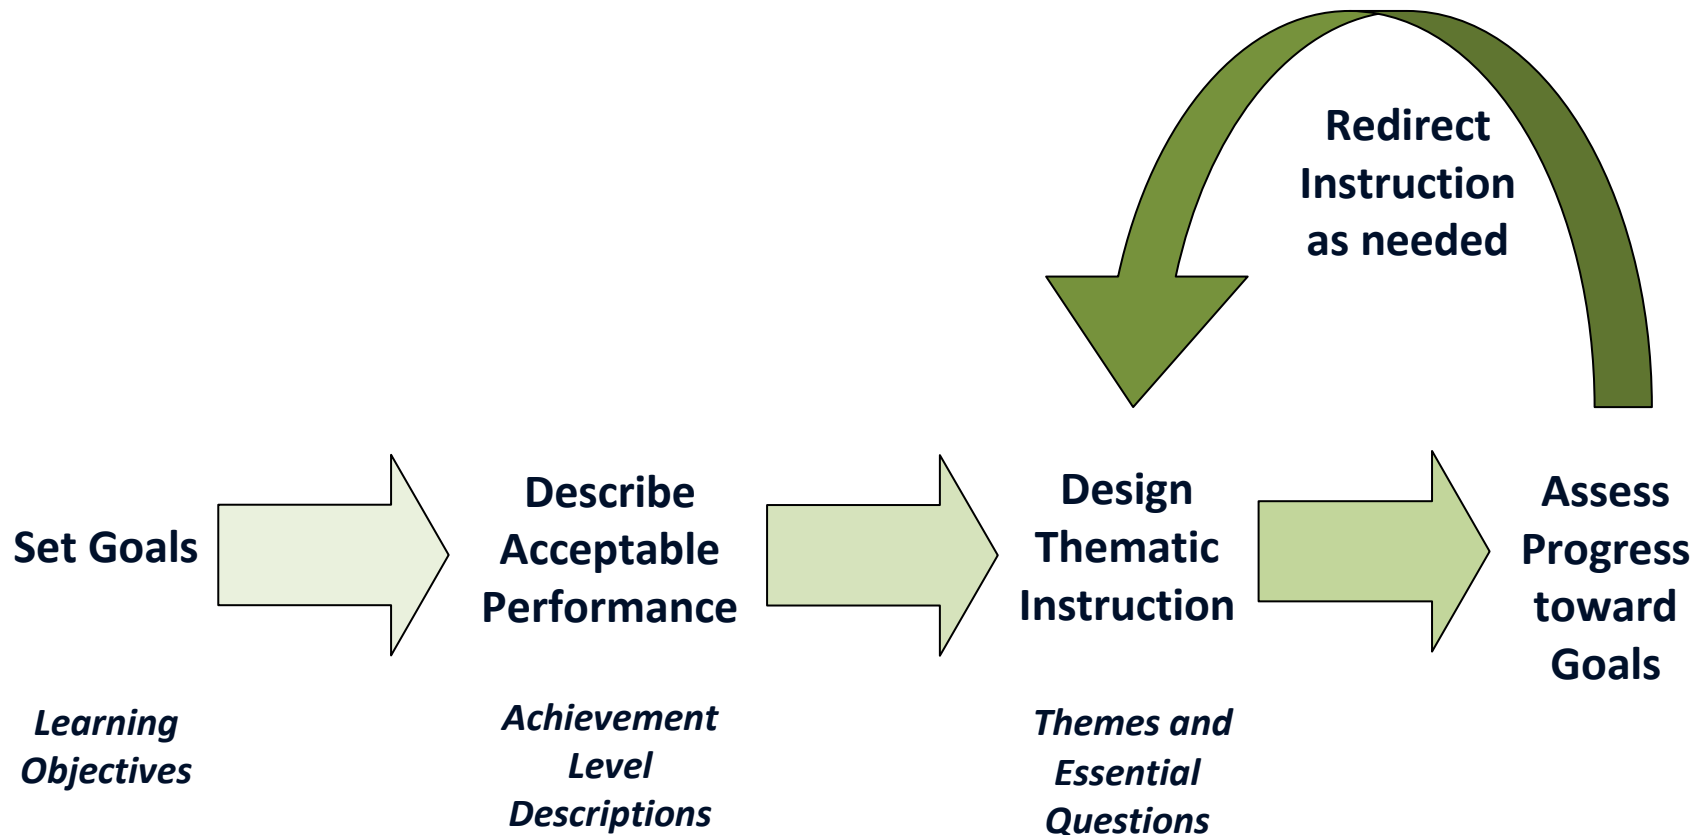 Redirect
Instruction
as needed
Set Goals
Describe
Acceptable
Performance
Design
Thematic
Instruction
Assess
Progress
toward
Goals
Learning
Objectives
Achievement
Level
Descriptions
Themes and
Essential
Questions